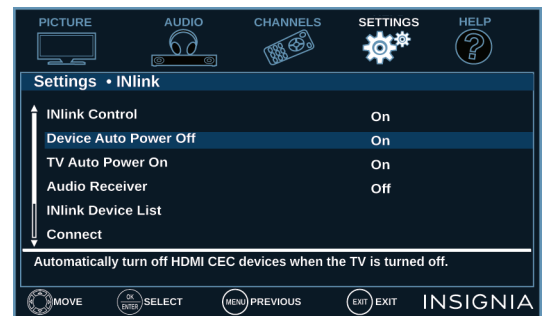 PICTURE AUDIO CHANNELS SETTINGS HELP
Settings • INlink
INlink Control On
Device Auto Power Off On
TV Auto Power On On
Audio Receiver Off
INlink Device List
Connect
Automatically turn off HDMI CEC devices when the TV is turned off.
MOVE OK ENTER SELECT MENU PREVIOUS EXIT EXIT INSIGNIA